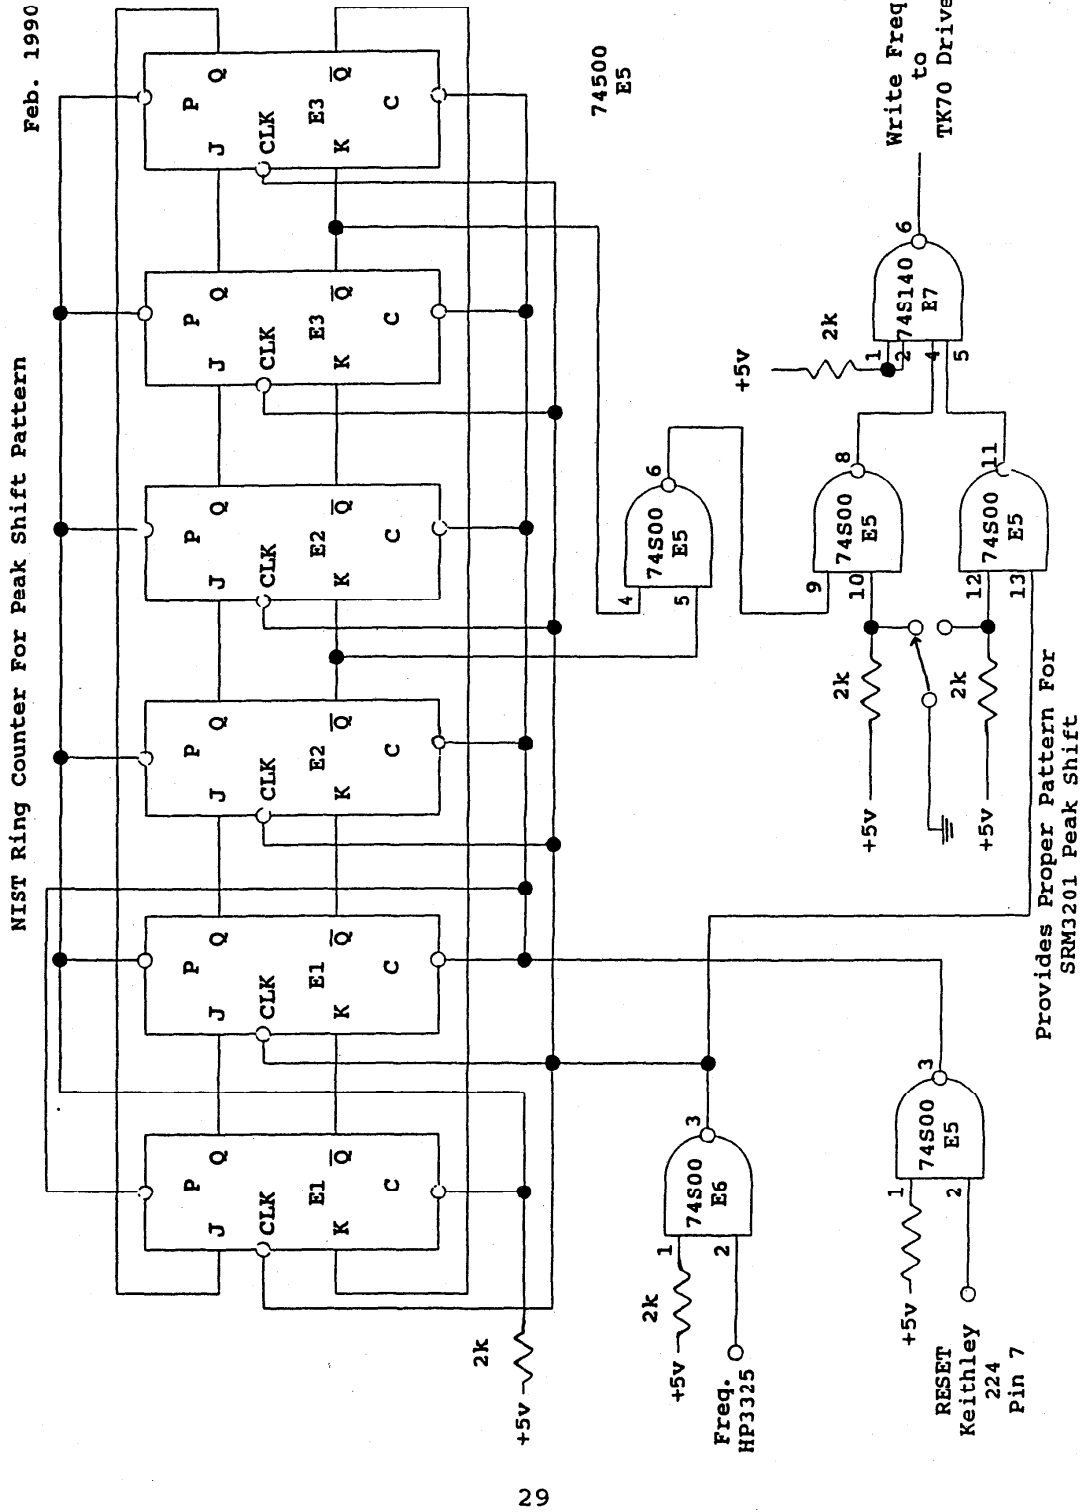 NIST Ring Counter For Peak Shift Pattern
Feb. 1990
P
J Q
CLK
E1
K Q̅
C
P
J Q
CLK
E1
K Q̅
C
P
J Q
CLK
E2
K Q̅
C
P
J Q
CLK
E2
K Q̅
C
P
J Q
CLK
E3
K Q̅
C
P
J Q
CLK
E3
K Q̅
C
2k
+5v
74500
E5
2k
+5v
Freq.
HP3325
1
2
3
74S00
E6
4
5
6
74S00
E5
+5v
2k
9
10
8
74S00
E5
+5v
2k
12
13
11
74S00
E5
+5v
2k
1
2
4
5
6
74S140
E7
Write Freq
to
TK70 Drive
+5v
RESET
Keithley
224
Pin 7
1
2
3
74S00
E5
Provides Proper Pattern For
SRM3201 Peak Shift
29